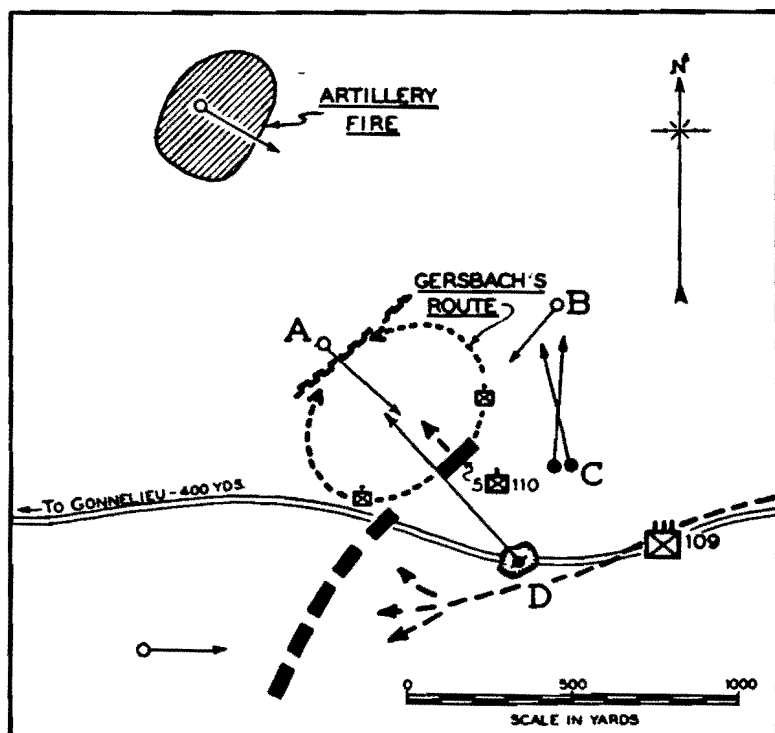 ARTILLERY
FIRE
N
GERSBACH'S
ROUTE
A
B
C
5
110
TO GONNELIEU-400 YDS.
109
D
0 500 1000
SCALE IN YARDS